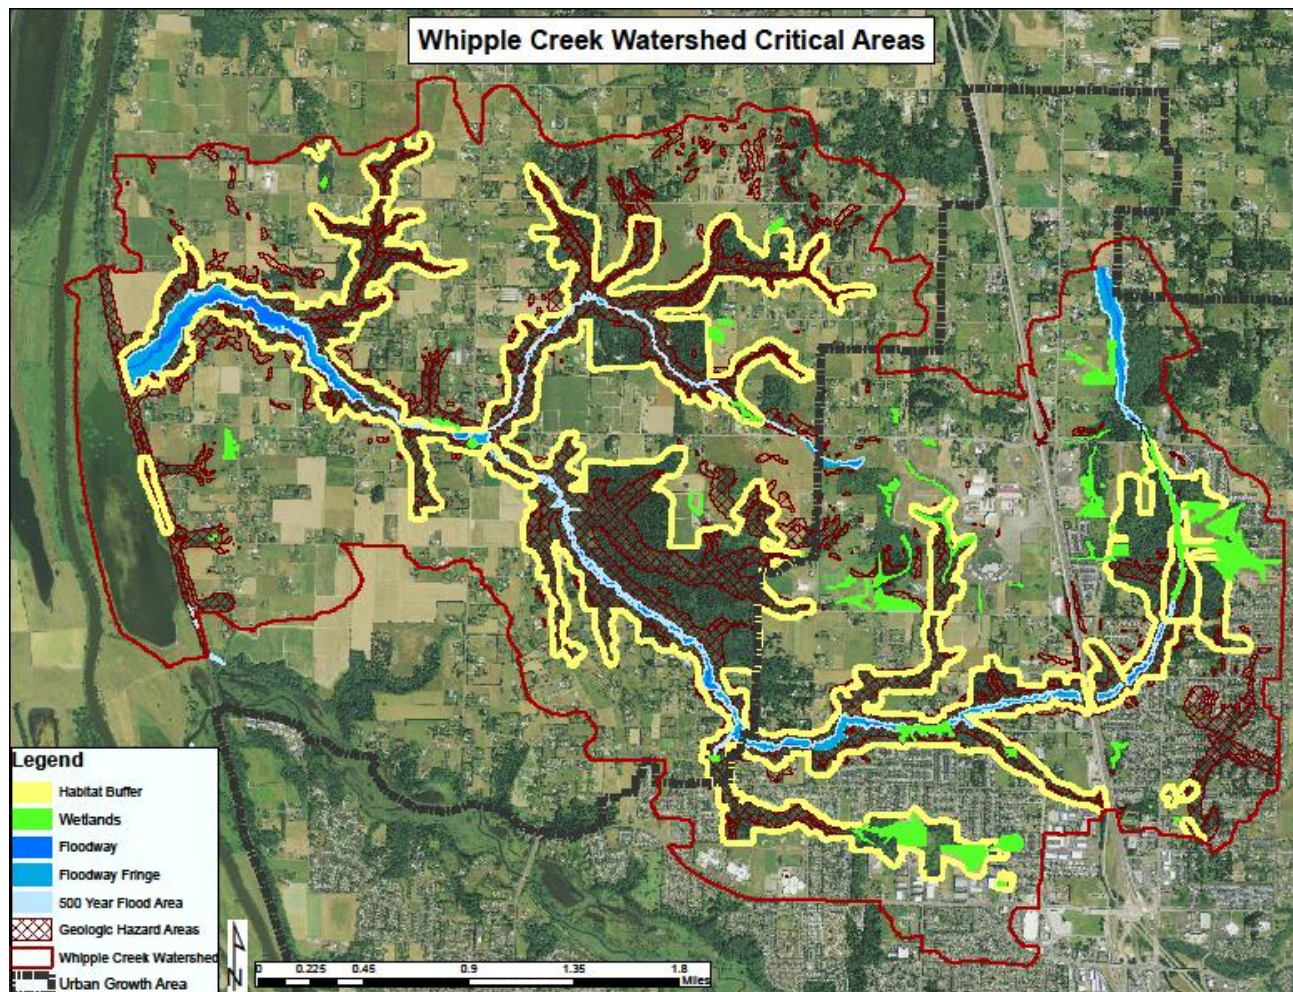 Whipple Creek Watershed Critical Areas
Legend
Habitat Buffer
Wetlands
Floodway
Floodway Fringe
500 Year Flood Area
Geologic Hazard Areas
Whipple Creek Watershed
Urban Growth Area
N
0 0.225 0.45 0.9 1.35 1.8
Miles